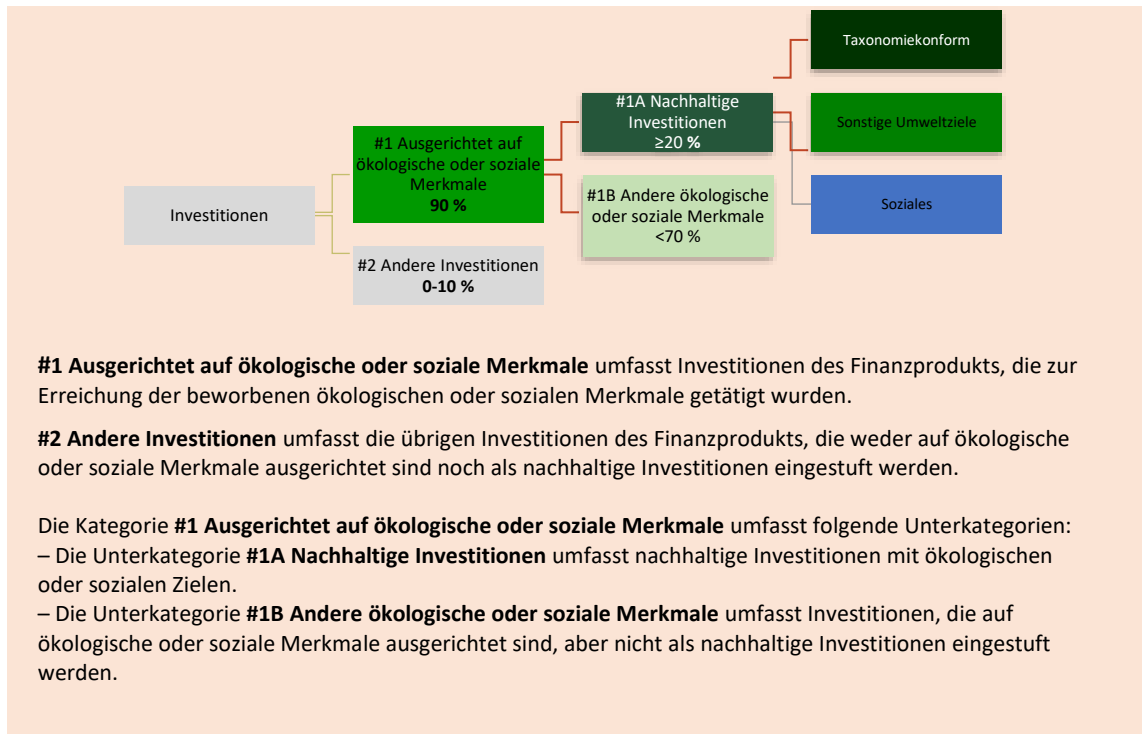 Taxonomiekonform
#1A Nachhaltige
Investitionen
≥20 %
Sonstige Umweltziele
#1 Ausgerichtet auf
ökologische oder soziale
Merkmale
90 %
#1B Andere ökologische
oder soziale Merkmale
<70 %
Soziales
Investitionen
#2 Andere Investitionen
0-10 %
#1 Ausgerichtet auf ökologische oder soziale Merkmale umfasst Investitionen des Finanzprodukts, die zur
Erreichung der beworbenen ökologischen oder sozialen Merkmale getätigt wurden.
#2 Andere Investitionen umfasst die übrigen Investitionen des Finanzprodukts, die weder auf ökologische
oder soziale Merkmale ausgerichtet sind noch als nachhaltige Investitionen eingestuft werden.
Die Kategorie #1 Ausgerichtet auf ökologische oder soziale Merkmale umfasst folgende Unterkategorien:
– Die Unterkategorie #1A Nachhaltige Investitionen umfasst nachhaltige Investitionen mit ökologischen
oder sozialen Zielen.
– Die Unterkategorie #1B Andere ökologische oder soziale Merkmale umfasst Investitionen, die auf
ökologische oder soziale Merkmale ausgerichtet sind, aber nicht als nachhaltige Investitionen eingestuft
werden.